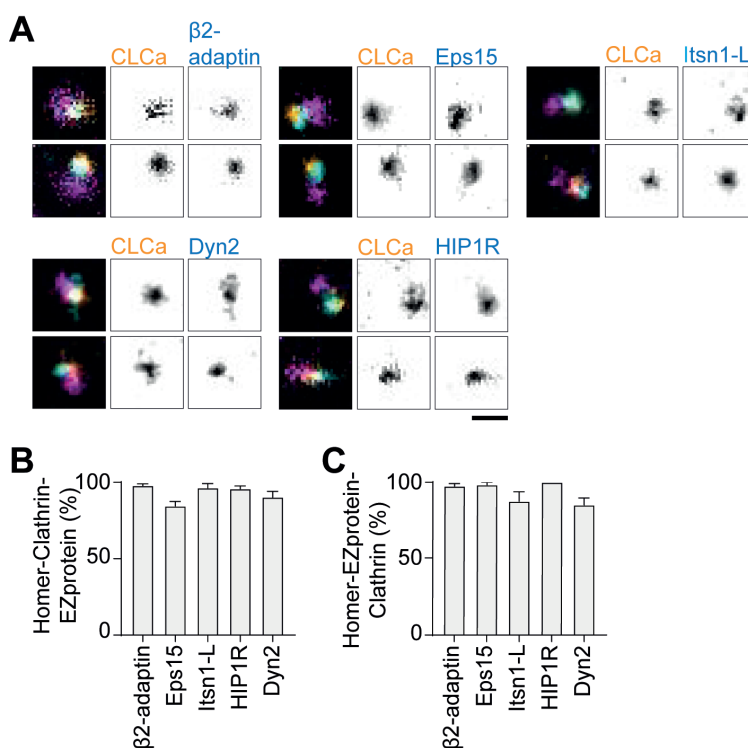 A
CLCa β2-adaptin
CLCa Eps15
CLCa Itsn1-L
CLCa Dyn2
CLCa HIP1R
B
Homer-Clathrin-
EZprotein (%)
100
50
0
β2-adaptin
Eps15
Itsn1-L
HIP1R
Dyn2
C
Homer-EZprotein-
Clathrin (%)
100
50
0
β2-adaptin
Eps15
Itsn1-L
HIP1R
Dyn2